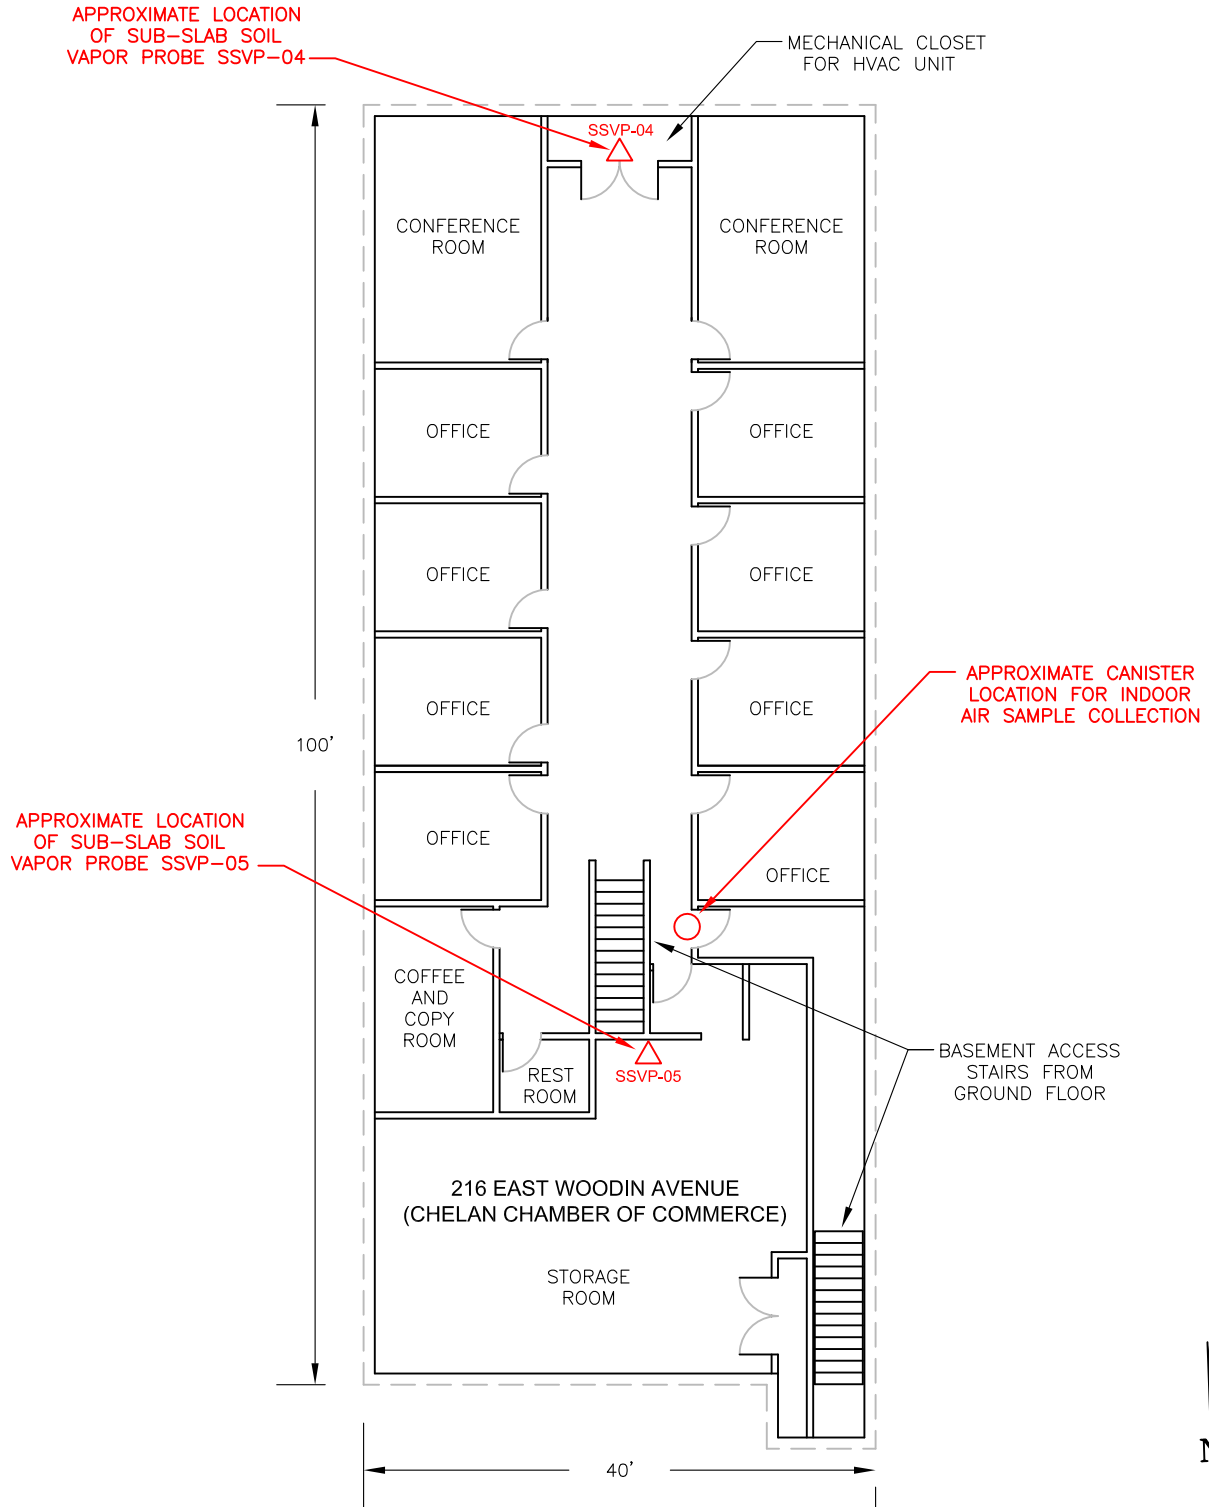 APPROXIMATE LOCATION
OF SUB-SLAB SOIL
VAPOR PROBE SSVP-04
MECHANICAL CLOSET
FOR HVAC UNIT
SSVP-04
CONFERENCE
ROOM
CONFERENCE
ROOM
OFFICE
OFFICE
OFFICE
OFFICE
APPROXIMATE CANISTER
LOCATION FOR INDOOR
AIR SAMPLE COLLECTION
OFFICE
OFFICE
100'
APPROXIMATE LOCATION
OF SUB-SLAB SOIL
VAPOR PROBE SSVP-05
OFFICE
OFFICE
COFFEE
AND
COPY
ROOM
BASEMENT ACCESS
STAIRS FROM
GROUND FLOOR
REST
ROOM
SSVP-05
216 EAST WOODIN AVENUE
(CHELAN CHAMBER OF COMMERCE)
STORAGE
ROOM
40'